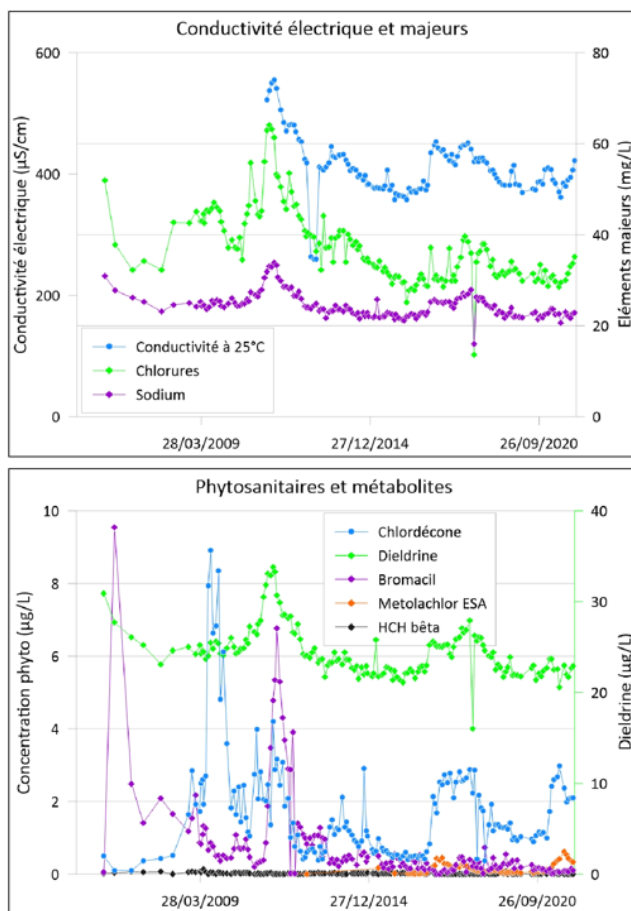 Conductivité électrique et majeurs
600
400
200
0
Conductivité électrique (µS/cm)
80
60
40
20
0
Eléments majeurs (mg/L)
Conductivité à 25°C
Chlorures
Sodium
28/03/2009
27/12/2014
26/09/2020
Phytosanitaires et métabolites
10
8
6
4
2
0
Concentration phyto (µg/L)
40
30
20
10
0
Dieldrine (ug/L)
Chlordécone
Dieldrine
Bromacil
Metolachlor ESA
HCH bêta
28/03/2009
27/12/2014
26/09/2020